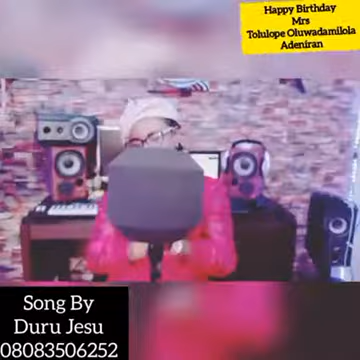 Happy Birthday
Mrs
Tolulope Oluwadamilola
Adeniran
Song By
Duru Jesu
08083506252